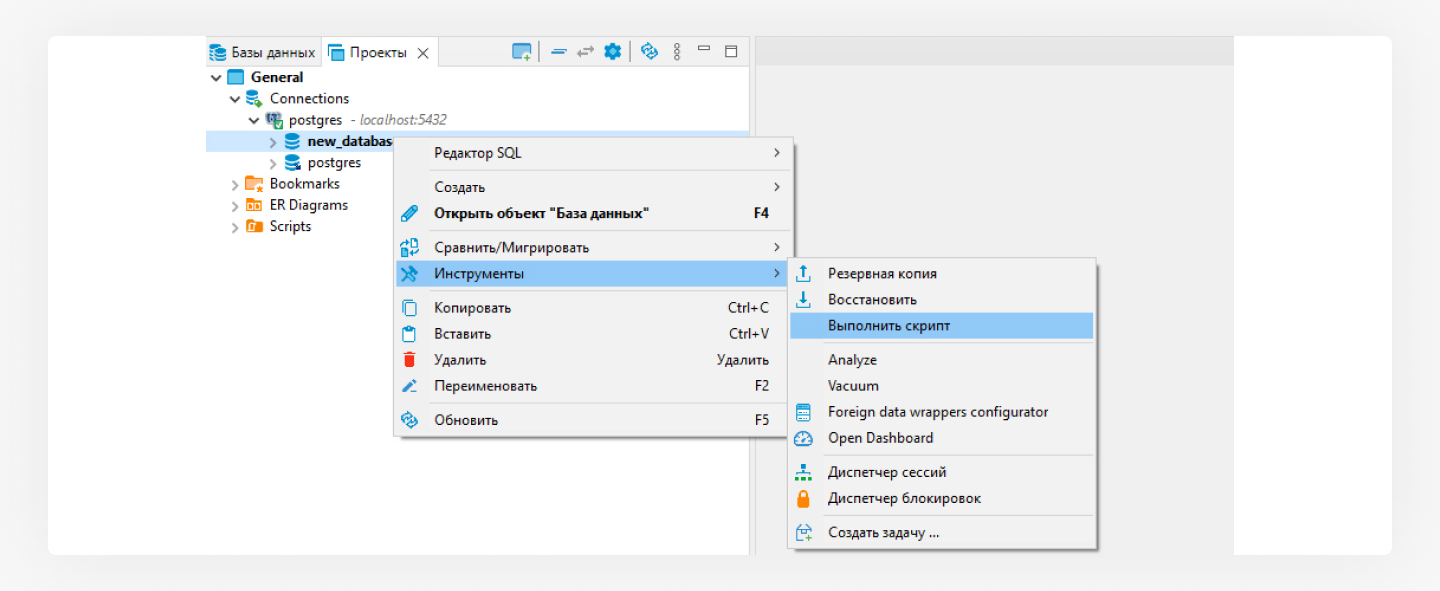 Базы данных Проекты
General
Connections
postgres - localhost:5432
new_databas
postgres
Bookmarks
ER Diagrams
Scripts
Редактор SQL
Создать
Открыть объект "База данных" F4
Сравнить/Мигрировать
Инструменты
Копировать Ctrl+C
Вставить Ctrl+V
Удалить Удалить
Переименовать F2
Обновить F5
Резервная копия
Восстановить
Выполнить скрипт
Analyze
Vacuum
Foreign data wrappers configurator
Open Dashboard
Диспетчер сессий
Диспетчер блокировок
Создать задачу ...